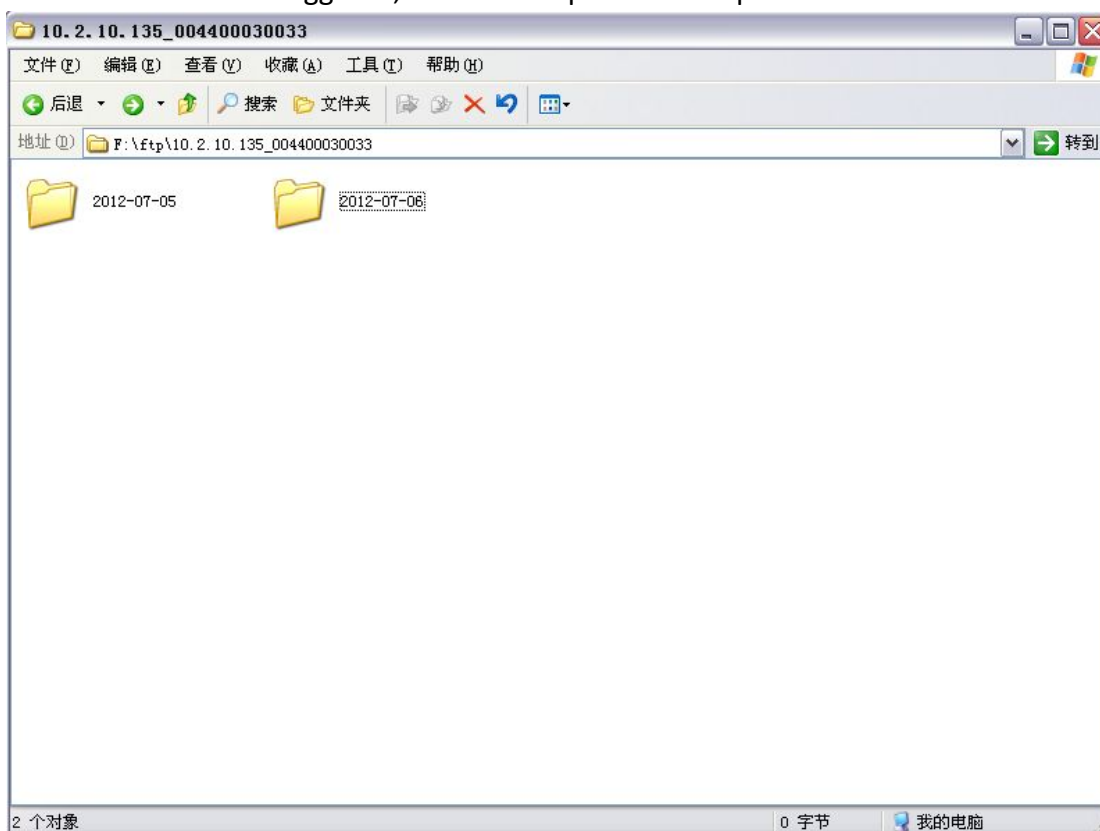 10.2.10.135_004400030033
文件(F) 编辑(E) 查看(V) 收藏(A) 工具(T) 帮助(H)
后退 搜索 文件夹
地址(D) F:\ftp\10.2.10.135_004400030033 转到
2012-07-05 2012-07-06
2 个对象 0 字节 我的电脑